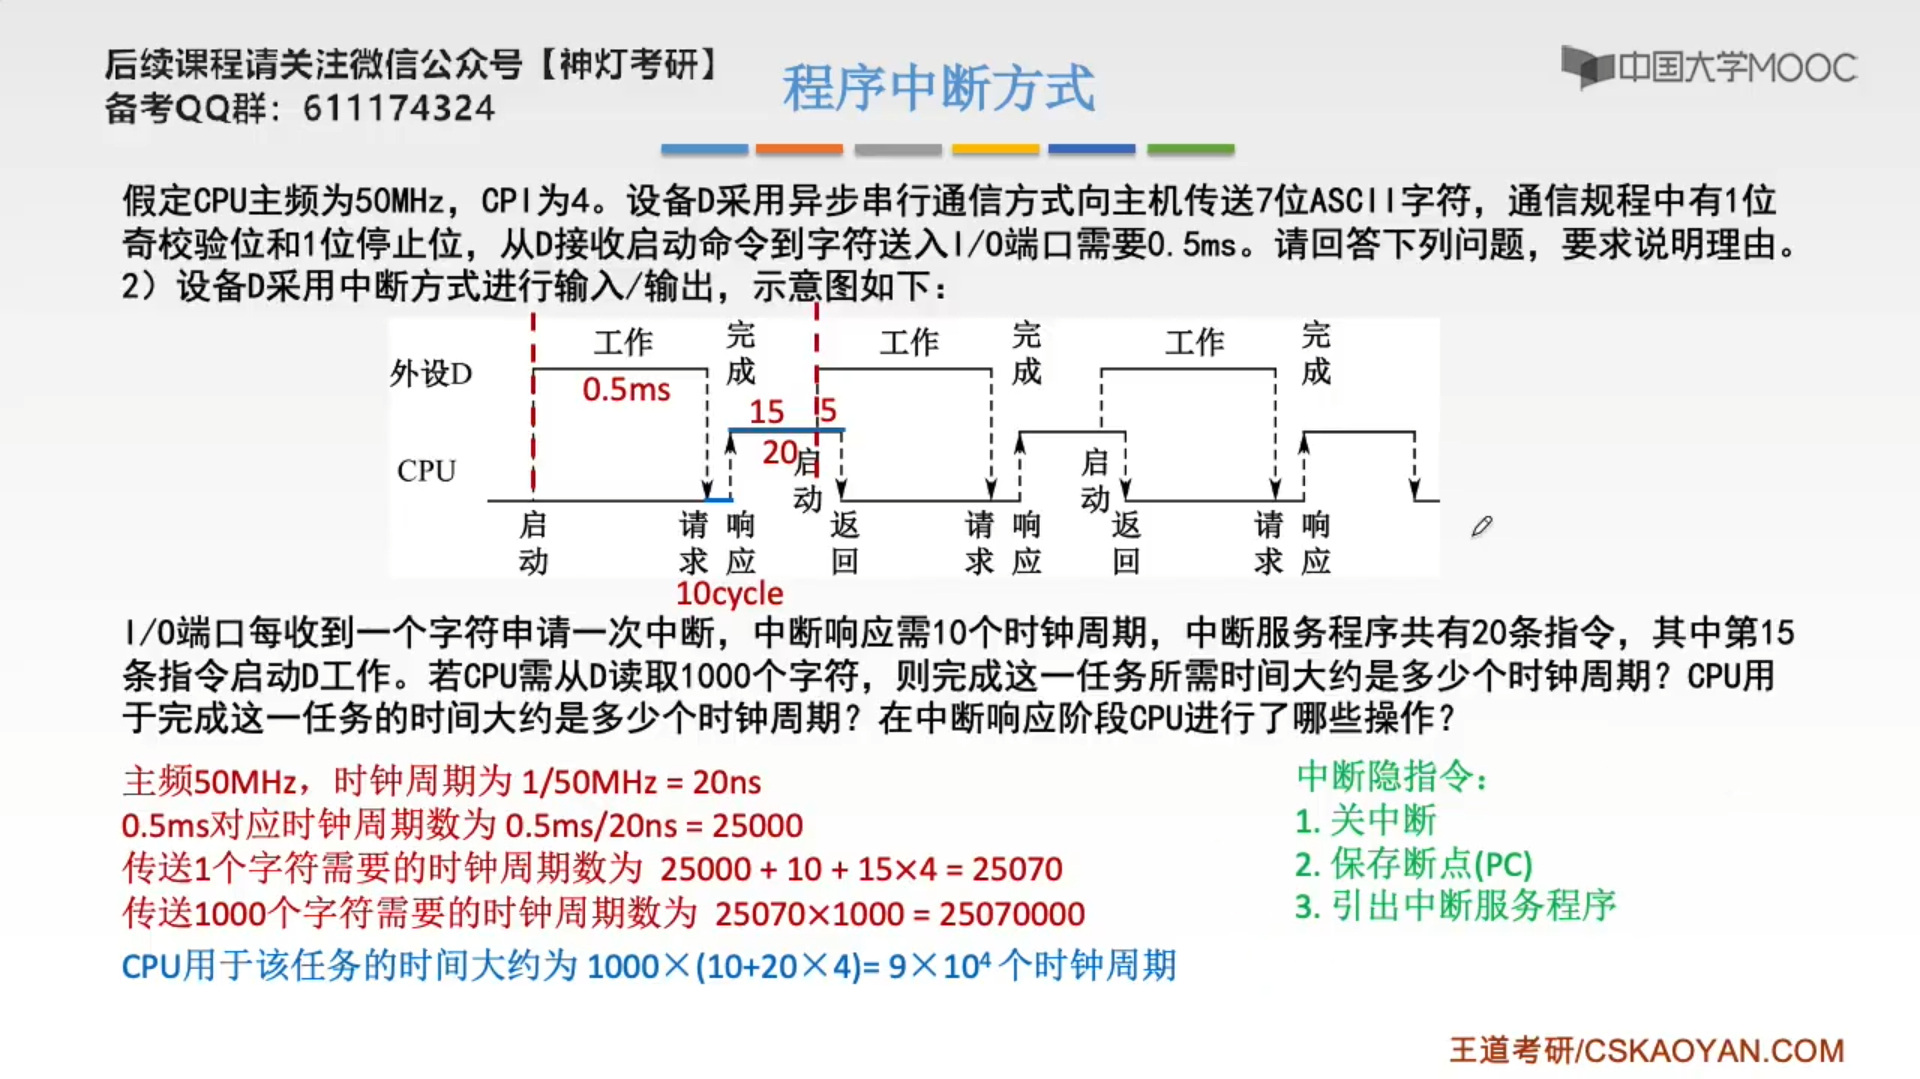 后续课程请关注微信公众号【神灯考研】
备考QQ群：611174324
程序中断方式
中国大学MOOC
假定CPU主频为50MHz，CPI为4。设备D采用异步串行通信方式向主机传送7位ASCII字符，通信规程中有1位
奇校验位和1位停止位，从D接收启动命令到字符送入I/O端口需要0.5ms。请回答下列问题，要求说明理由。
2）设备D采用中断方式进行输入/输出，示意图如下：
外设D
工作
完成
工作
完成
工作
完成
0.5ms
15
5
20
CPU
启动
启动
启动
请求
响应
返回
请求
响应
返回
请求
响应
10cycle
I/O端口每收到一个字符申请一次中断，中断响应需10个时钟周期，中断服务程序共有20条指令，其中第15
条指令启动D工作。若CPU需从D读取1000个字符，则完成这一任务所需时间大约是多少个时钟周期？CPU用
于完成这一任务的时间大约是多少个时钟周期？在中断响应阶段CPU进行了哪些操作？
主频50MHz，时钟周期为 1/50MHz = 20ns
0.5ms对应时钟周期数为 0.5ms/20ns = 25000
传送1个字符需要的时钟周期数为 25000 + 10 + 15×4 = 25070
传送1000个字符需要的时钟周期数为 25070×1000 = 25070000
CPU用于该任务的时间大约为 1000×(10+20×4)= 9×10⁴ 个时钟周期
中断隐指令：
1. 关中断
2. 保存断点(PC)
3. 引出中断服务程序
王道考研/CSKAOYAN.COM